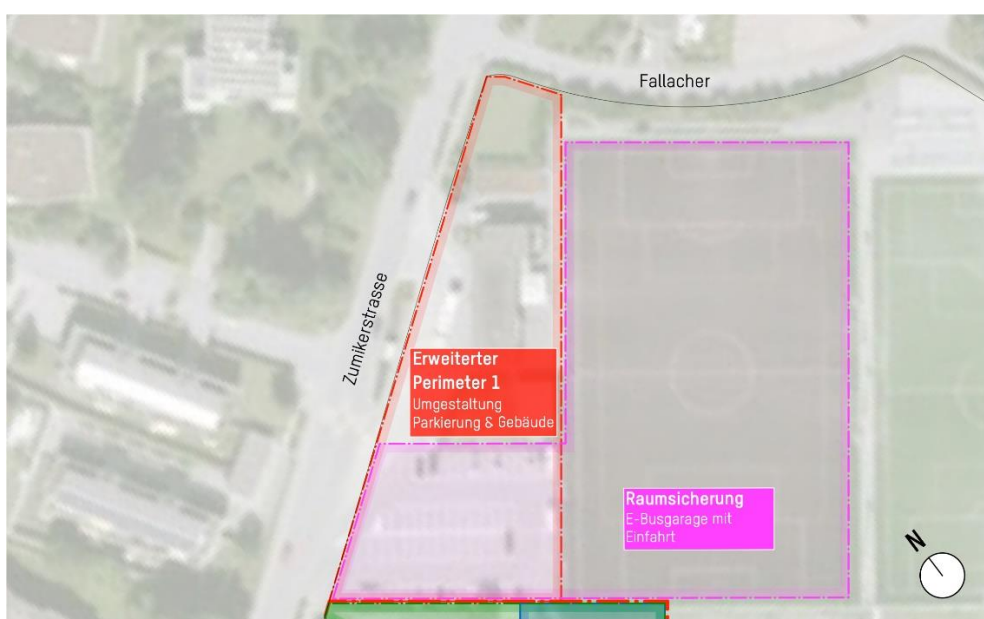 Fallacher
Zumikerstrasse
Erweiterter
Perimeter 1
Umgestaltung
Parkierung & Gebäude
Raumsicherung
E-Busgarage mit
Einfahrt
N